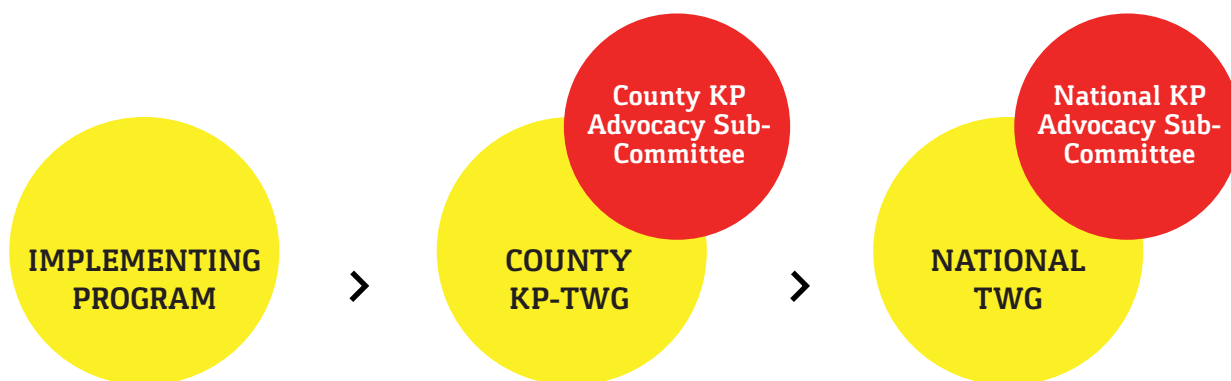 IMPLEMENTING
PROGRAM
County KP
Advocacy Sub-
Committee
COUNTY
KP-TWG
National KP
Advocacy Sub-
Committee
NATIONAL
TWG